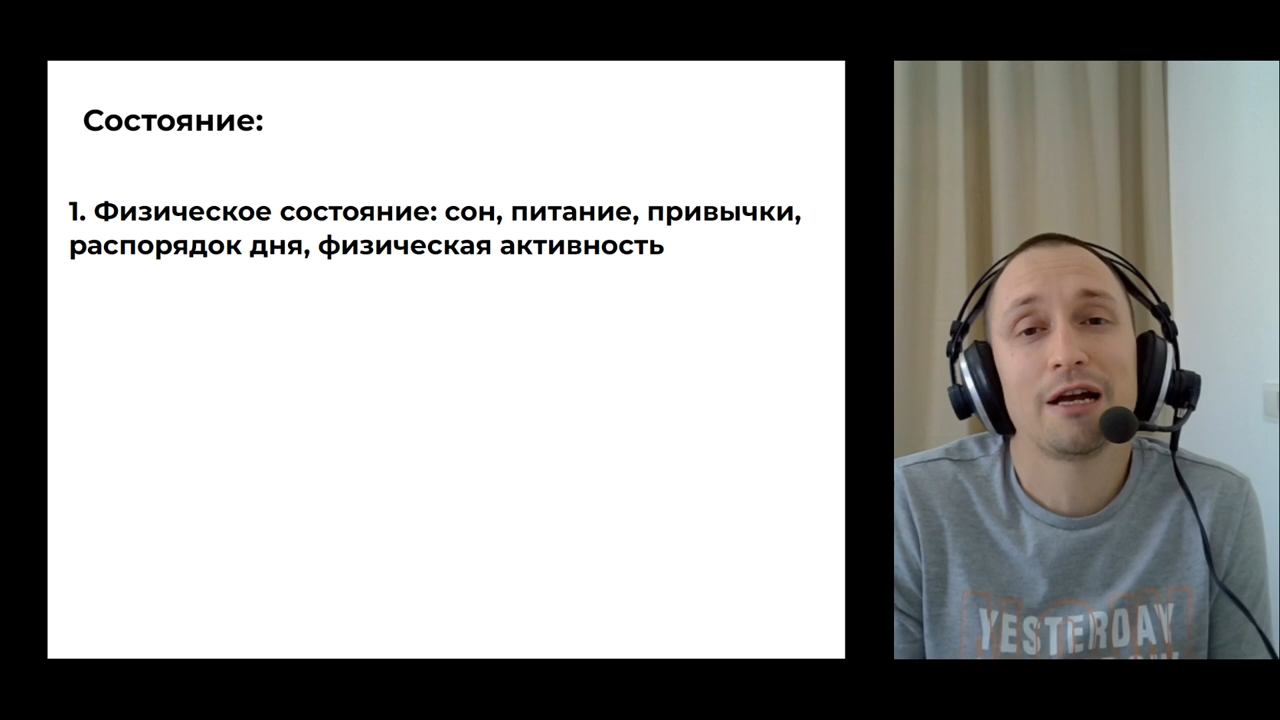 Состояние:
1. Физическое состояние: сон, питание, привычки,
распорядок дня, физическая активность
YESTERDAY